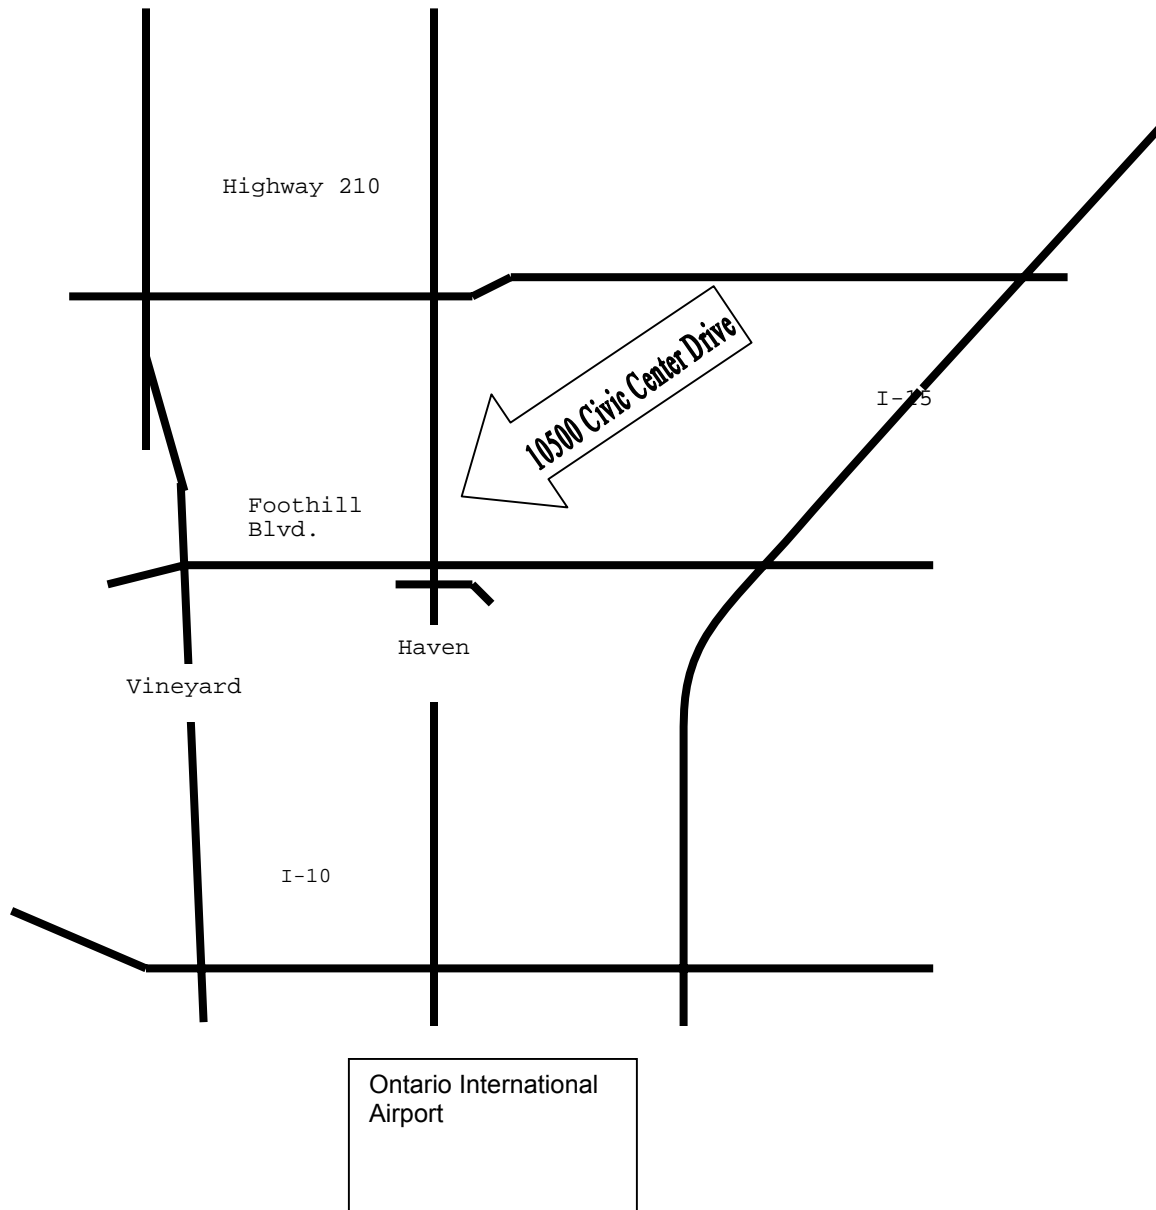 Highway 210
10500 Civic Center Drive
I-15
Foothill
Blvd.
Haven
Vineyard
I-10
Ontario International
Airport